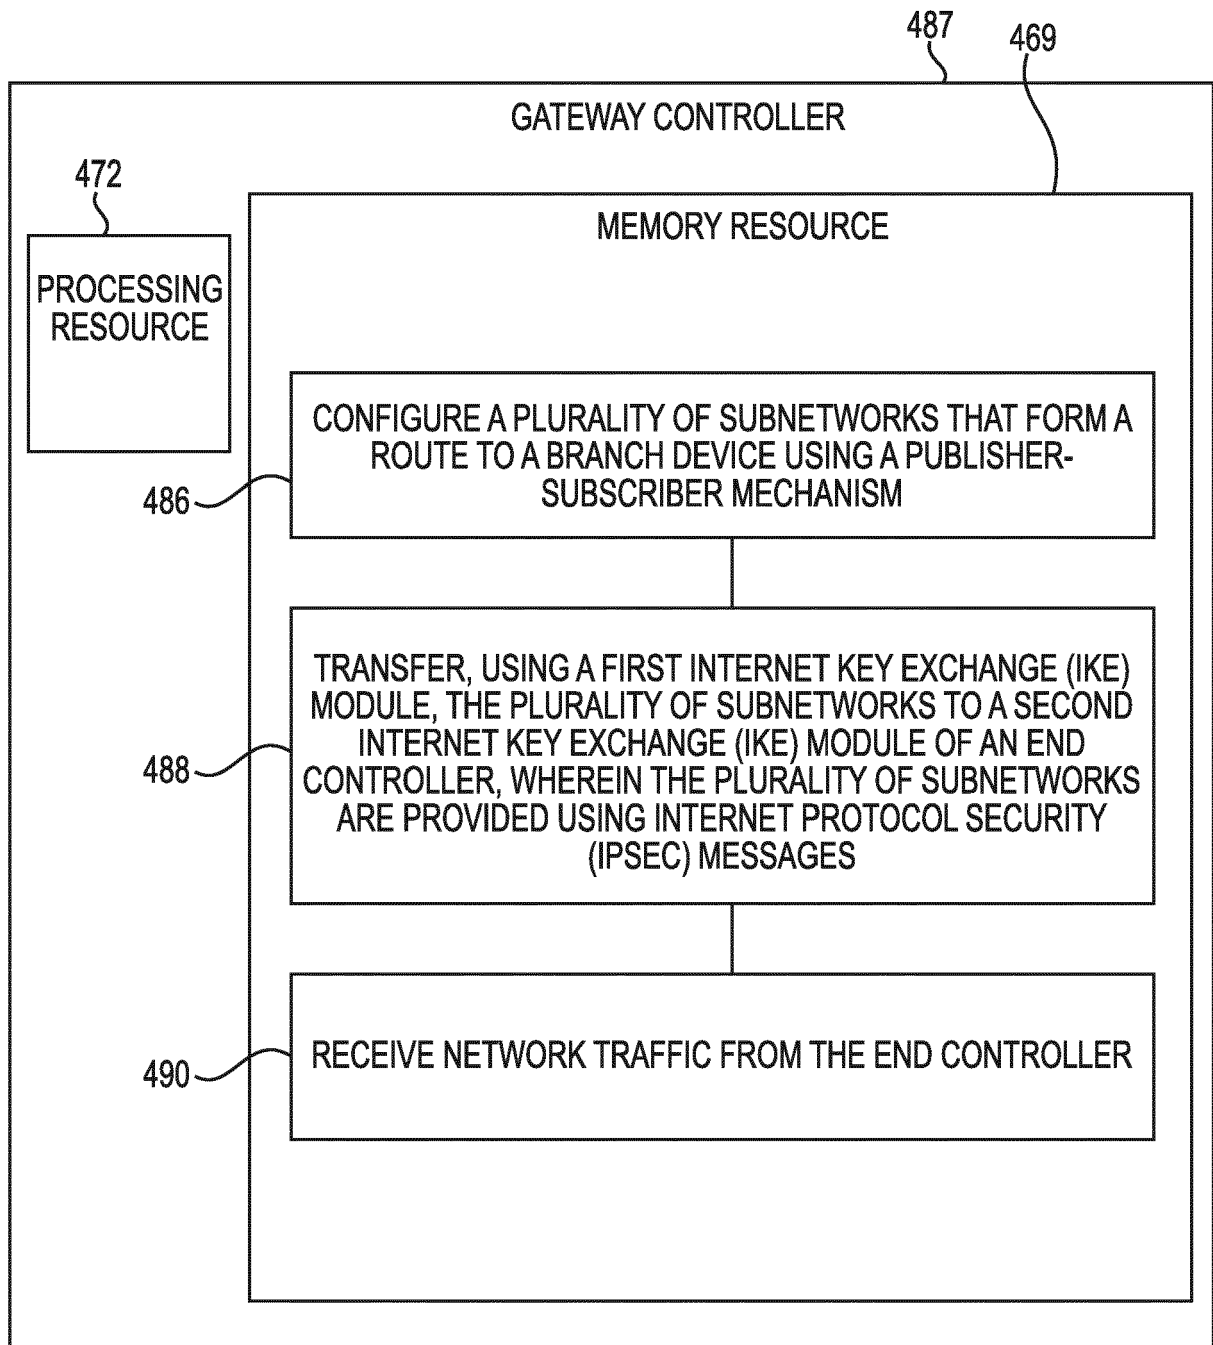 487
469
GATEWAY CONTROLLER
472
MEMORY RESOURCE
PROCESSING
RESOURCE
CONFIGURE A PLURALITY OF SUBNETWORKS THAT FORM A
ROUTE TO A BRANCH DEVICE USING A PUBLISHER-
SUBSCRIBER MECHANISM
486
TRANSFER, USING A FIRST INTERNET KEY EXCHANGE (IKE)
MODULE, THE PLURALITY OF SUBNETWORKS TO A SECOND
INTERNET KEY EXCHANGE (IKE) MODULE OF AN END
CONTROLLER, WHEREIN THE PLURALITY OF SUBNETWORKS
ARE PROVIDED USING INTERNET PROTOCOL SECURITY
(IPSEC) MESSAGES
488
RECEIVE NETWORK TRAFFIC FROM THE END CONTROLLER
490